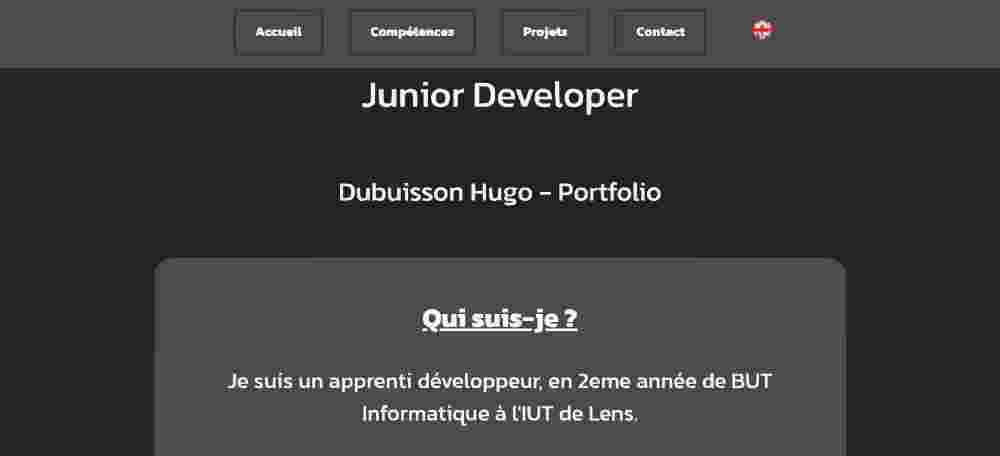 Accueil
Compétences
Projets
Contact
Junior Developer
Dubuisson Hugo - Portfolio
Qui suis-je ?
Je suis un apprenti développeur, en 2eme année de BUT
Informatique à l'IUT de Lens.